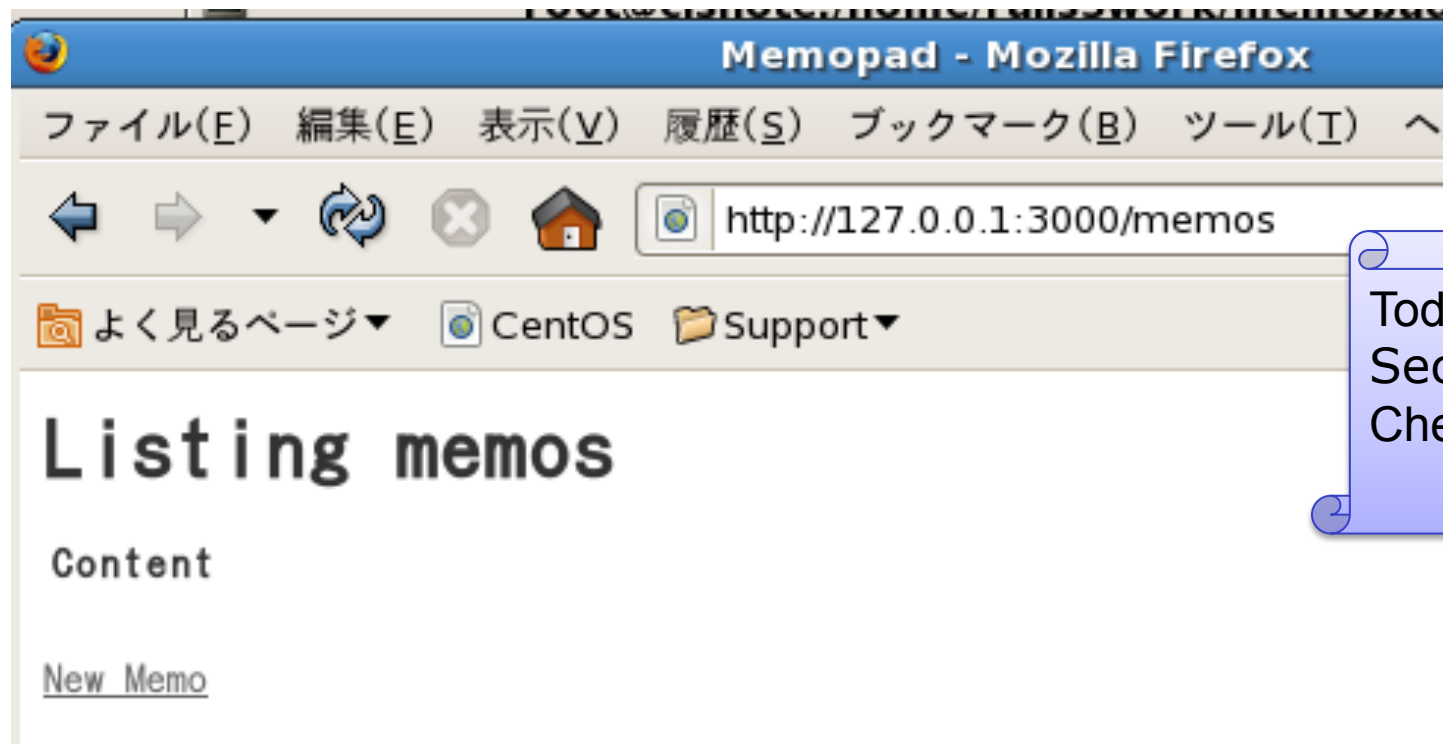 Memopad - Mozilla Firefox
ファイル(F) 編集(E) 表示(V) 履歴(S) ブックマーク(B) ツール(T) ヘ
http://127.0.0.1:3000/memos
よく見るページ▼ CentOS Support▼
Listing memos
Content
New Memo